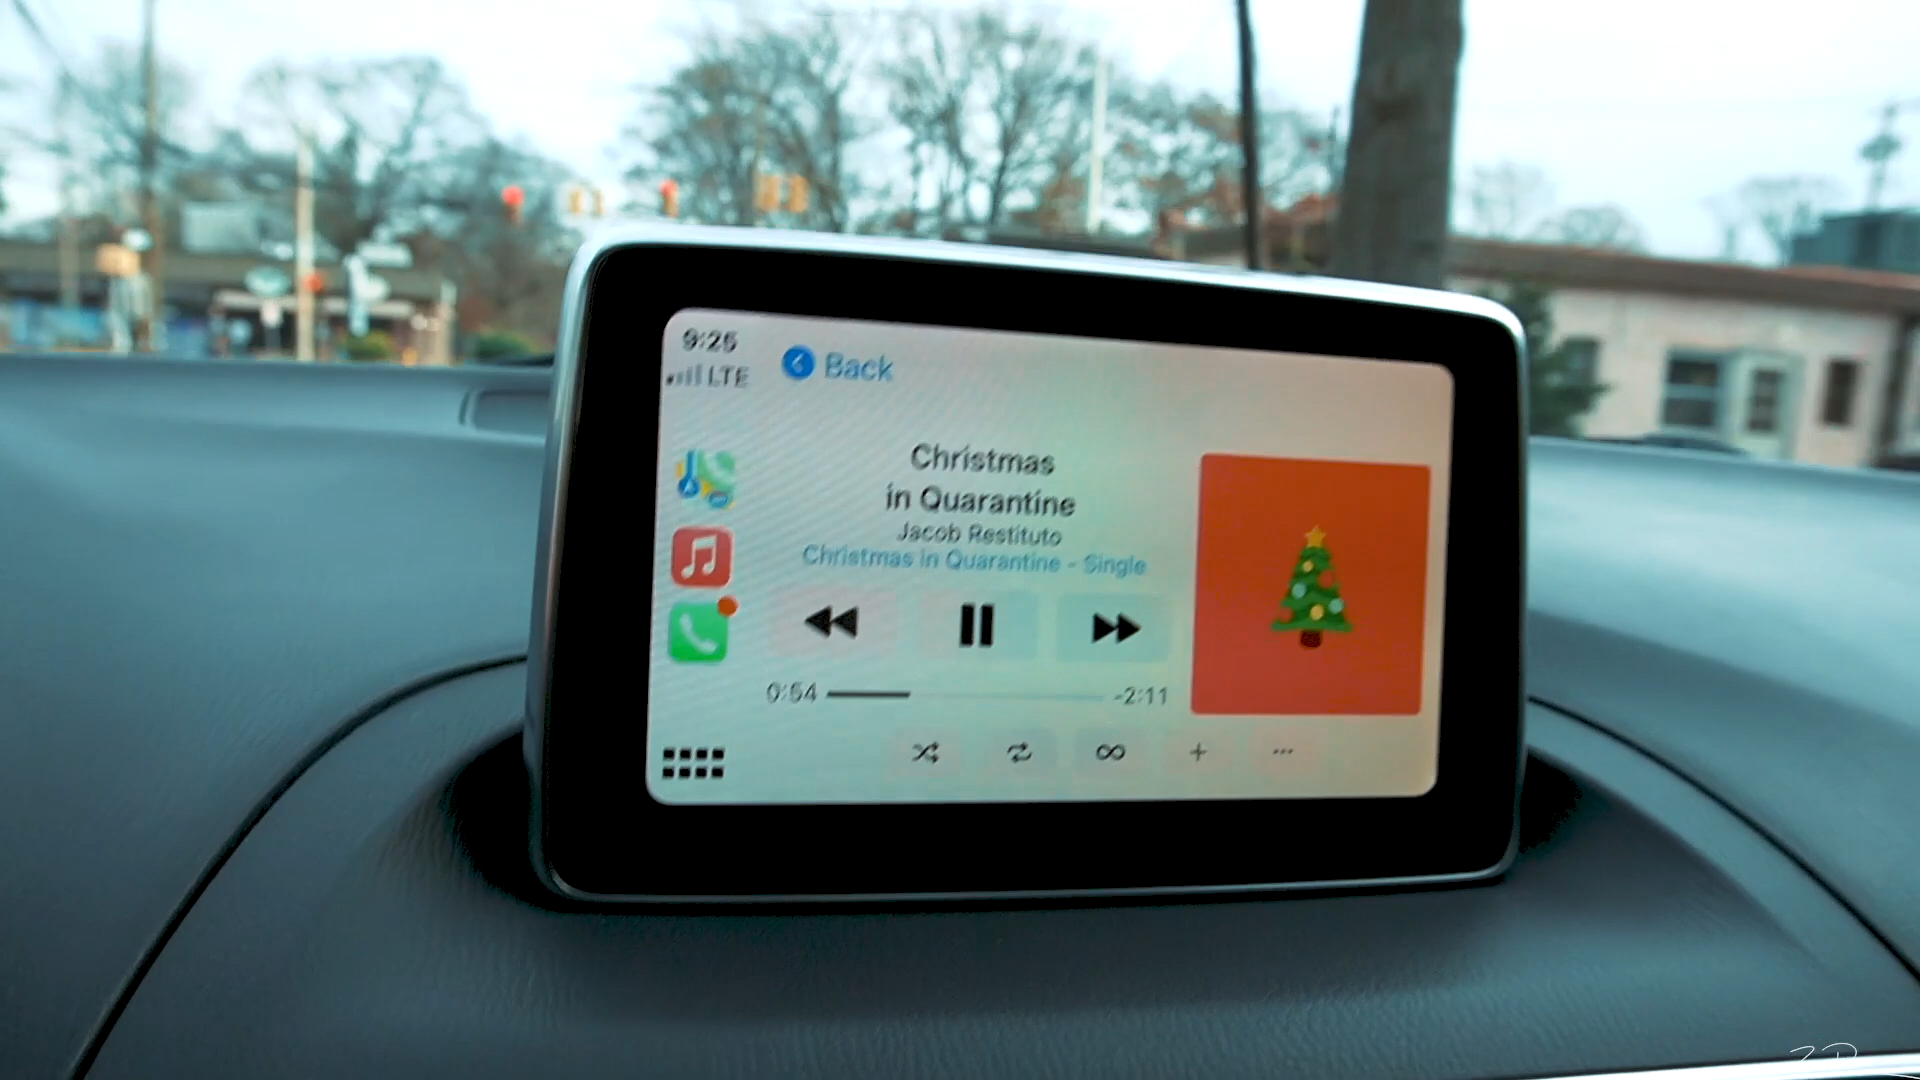 9:25
LTE
Back
Christmas
in Quarantine
Jacob Restituto
Christmas in Quarantine - Single
0:54
-2:11